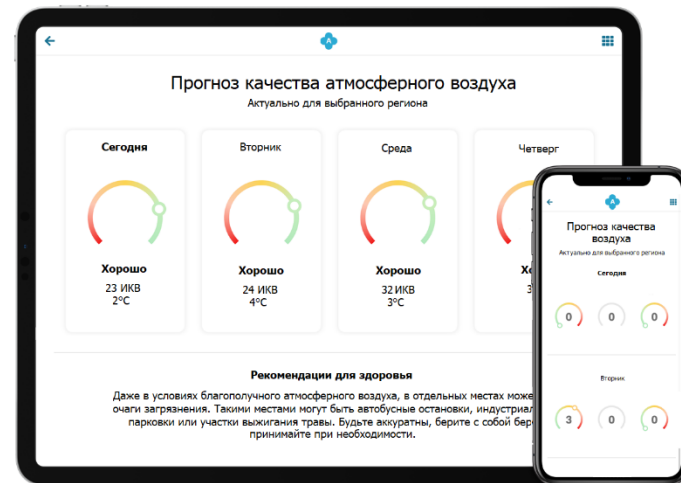 А
Прогноз качества атмосферного воздуха
Актуально для выбранного региона
Сегодня
Хорошо
23 ИКВ
2°C
Вторник
Хорошо
24 ИКВ
4°C
Среда
Хорошо
32 ИКВ
3°C
Четверг
Рекомендации для здоровья
Даже в условиях благополучного атмосферного воздуха, в отдельных местах
очаги загрязнения. Такими местами могут быть автобусные остановки,
парковки или участки выжигания травы. Будьте аккуратны, берите с собой
принимайте при необходимости.
А
Прогноз качества
воздуха
Актуально для выбранного региона
Сегодня
0 0 0
Вторник
3 0 0